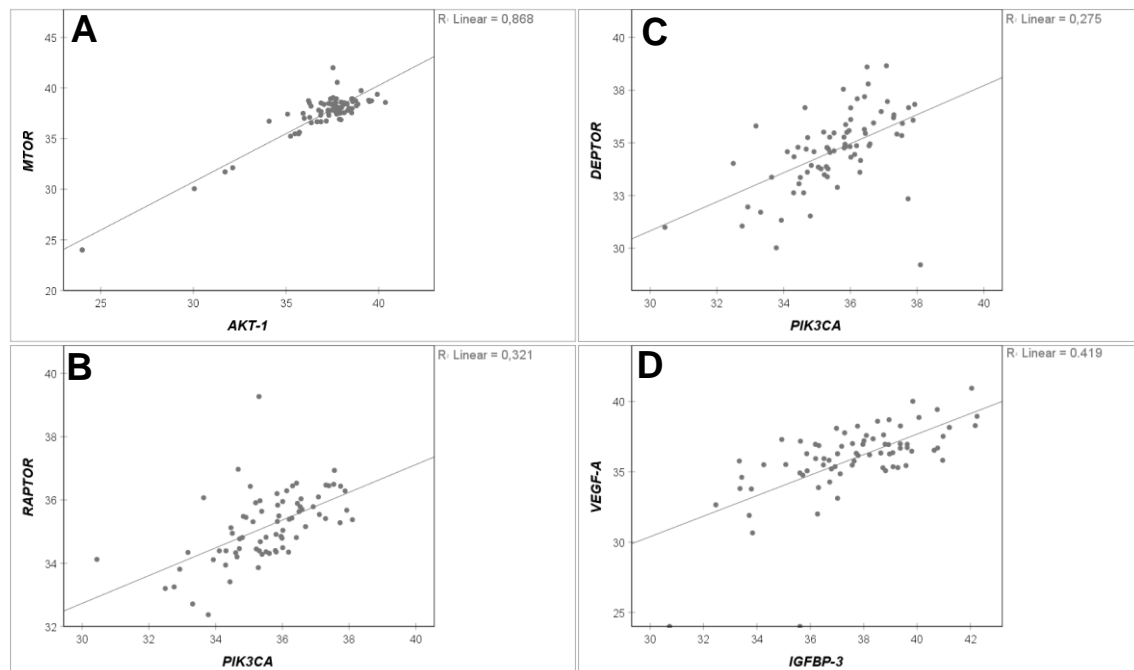 A
R² Linear = 0,868
45
40
35
30
25
20
MTOR
25
30
35
40
AKT-1
C
R² Linear = 0,275
40
38
35
33
30
DEPTOR
30
32
34
36
38
40
PIK3CA
B
R² Linear = 0,321
40
38
36
34
32
RAPTOR
30
32
34
36
38
40
PIK3CA
D
R² Linear = 0.419
40
35
30
25
24
VEGF-A
30
32
34
36
38
40
42
IGFBP-3